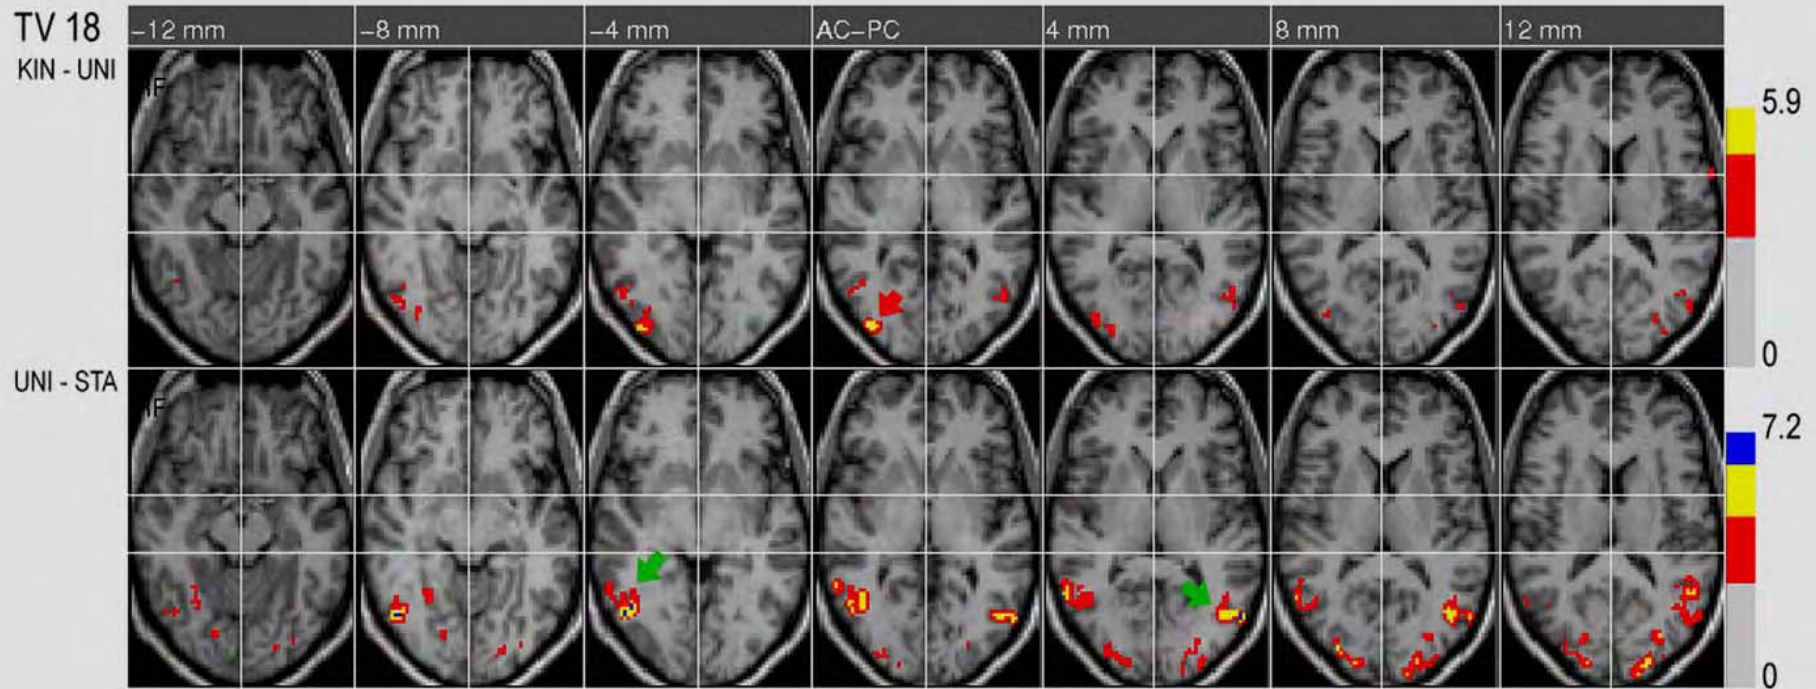 TV 18
−12 mm
−8 mm
−4 mm
AC−PC
4 mm
8 mm
12 mm
KIN - UNI
5.9
0
UNI - STA
7.2
0